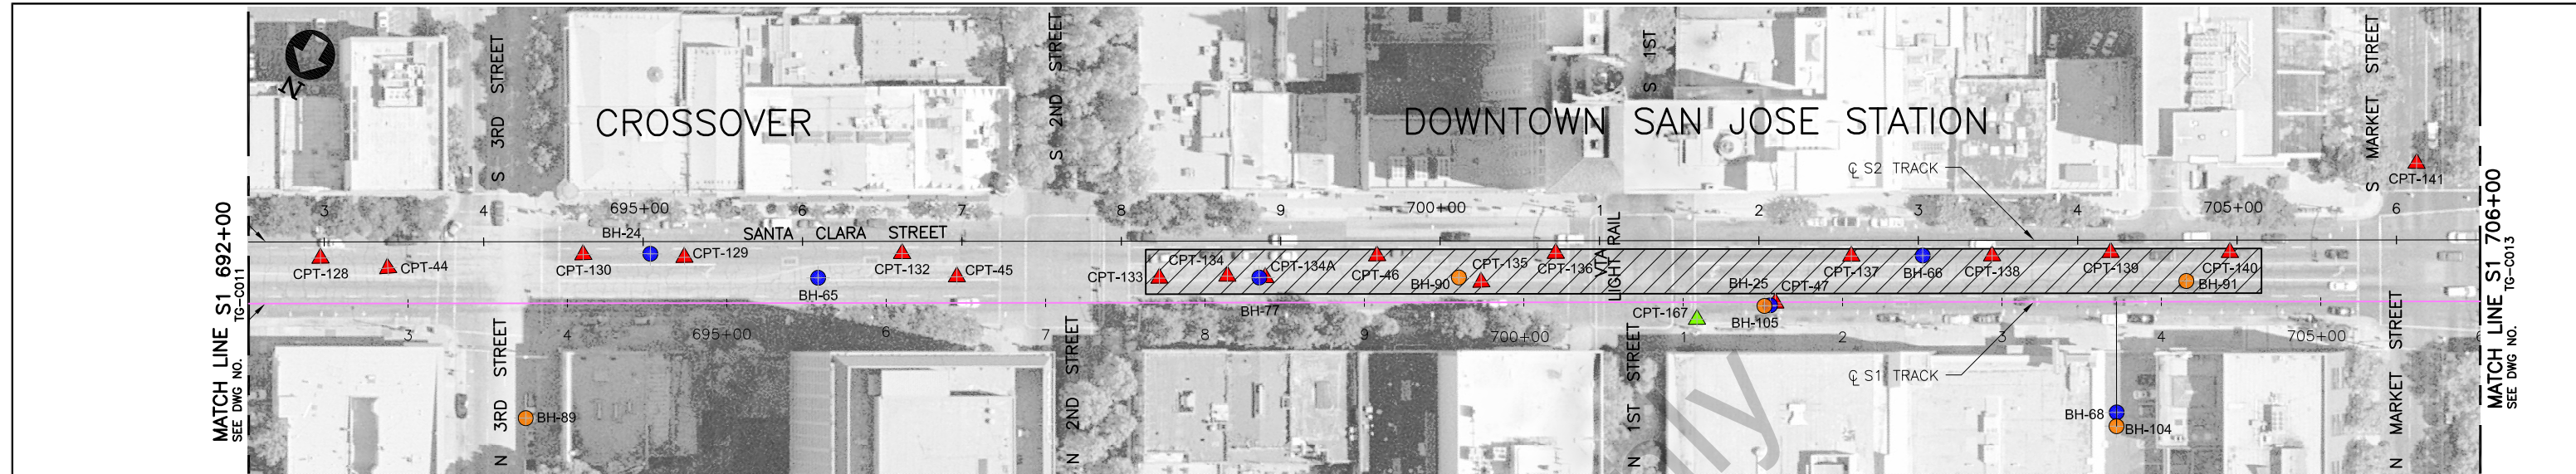 N
S 3RD STREET
S 2ND STREET
S 1ST
S MARKET STREET
CROSSOVER
DOWNTOWN SAN JOSE STATION
℄ S2 TRACK
CPT-141
MATCH LINE S1 692+00
SEE DWG NO. TG-C0011
MATCH LINE S1 706+00
SEE DWG NO. TG-C0013
3
4
695+00
6
7
8
9
700+00
1
2
3
4
705+00
6
BH-24
SANTA CLARA STREET
VTA
LIGHT RAIL
CPT-128
CPT-44
CPT-130
CPT-129
BH-65
CPT-132
CPT-45
CPT-133
CPT-134
CPT-134A
BH-77
CPT-46
BH-90
CPT-135
CPT-136
CPT-137
BH-66
CPT-138
CPT-139
CPT-140
BH-91
BH-25
CPT-47
CPT-167
BH-105
3
4
695+00
6
7
8
9
700+00
1
2
3
4
705+00
6
℄ S1 TRACK
N 3RD STREET
N 2ND STREET
N 1ST STREET
N MARKET STREET
BH-89
BH-68
BH-104
lly